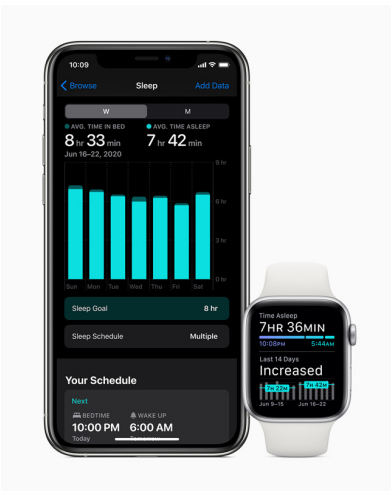 10:09
Browse
Sleep
Add Data
W
M
AVG. TIME IN BED
AVG. TIME ASLEEP
8 hr 33 min
7 hr 42 min
Jun 16–22, 2020
9 hr
6 hr
3 hr
0 hr
Sun Mon Tue Wed Thu Fri Sat
Sleep Goal
8 hr
Sleep Schedule
Multiple
Your Schedule
Next
BEDTIME
WAKE UP
10:00 PM
6:00 AM
Today
Tomorrow
Time Asleep
7HR 36MIN
10:08PM
5:44AM
Last 14 Days
Increased
7H 22M
7H 42M
Jun 9–15
Jun 16–22